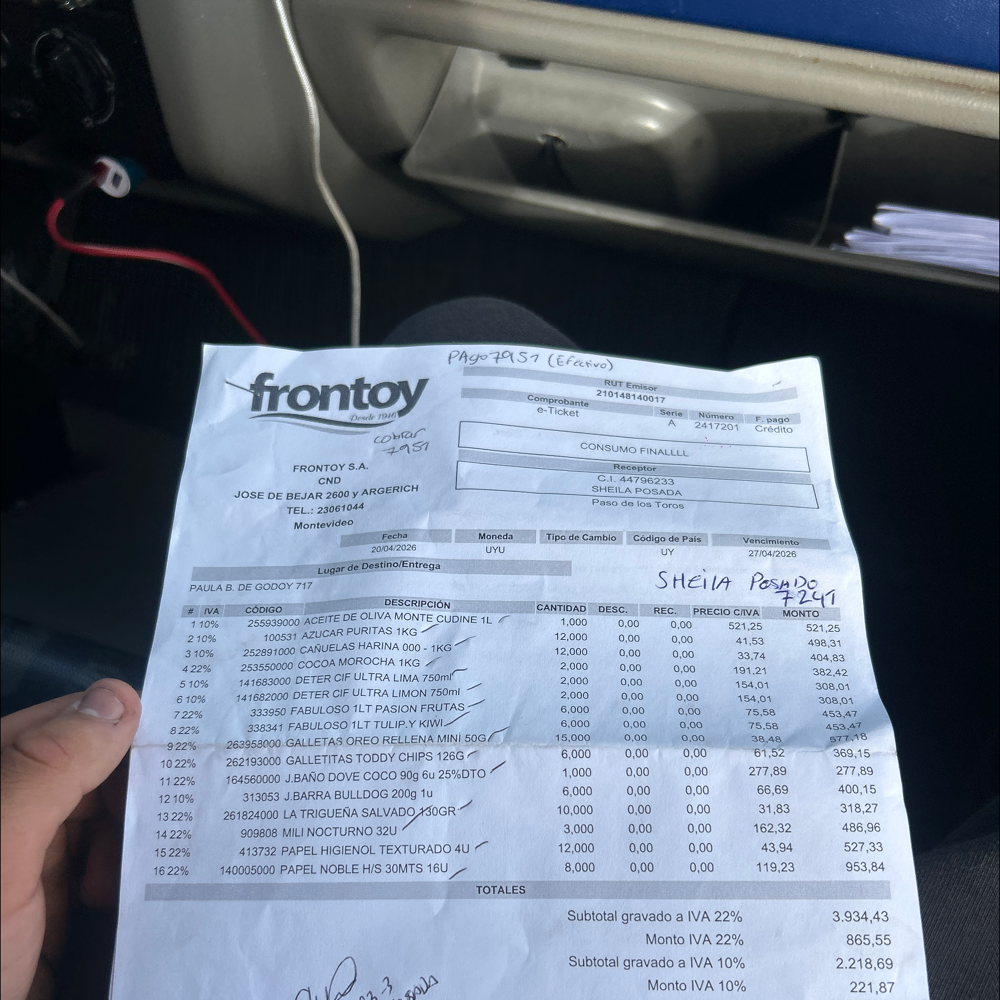 PAgo 7951 (Efectivo)
frontoy
Desde 1946
cobrar
7951
FRONTOY S.A.
CND
JOSE DE BEJAR 2600 y ARGERICH
TEL.: 23061044
Montevideo
RUT Emisor
210148140017
Comprobante Serie Número F. pago
e-Ticket A 2417201 Crédito
CONSUMO FINALLLL
Receptor
C.I. 44796233
SHEILA POSADA
Paso de los Toros
Fecha Moneda Tipo de Cambio Código de País Vencimiento
20/04/2026 UYU UY 27/04/2026
Lugar de Destino/Entrega
PAULA B. DE GODOY 717
SHEILA POSADO
7241
# IVA CÓDIGO DESCRIPCIÓN CANTIDAD DESC. REC. PRECIO C/IVA MONTO
1 10% 255939000 ACEITE DE OLIVA MONTE CUDINE 1L 1,000 0,00 0,00 521,25 521,25
2 10% 100531 AZUCAR PURITAS 1KG 12,000 0,00 0,00 41,53 498,31
3 10% 252891000 CAÑUELAS HARINA 000 - 1KG 12,000 0,00 0,00 33,74 404,83
4 22% 253550000 COCOA MOROCHA 1KG 2,000 0,00 0,00 191,21 382,42
5 10% 141683000 DETER CIF ULTRA LIMA 750ml 2,000 0,00 0,00 154,01 308,01
6 10% 141682000 DETER CIF ULTRA LIMON 750ml 2,000 0,00 0,00 154,01 308,01
7 22% 333950 FABULOSO 1LT PASION FRUTAS 6,000 0,00 0,00 75,58 453,47
8 22% 338341 FABULOSO 1LT TULIP.Y KIWI 6,000 0,00 0,00 75,58 453,47
9 22% 263958000 GALLETAS OREO RELLENA MINI 50G 15,000 0,00 0,00 38,48 577,18
10 22% 262193000 GALLETITAS TODDY CHIPS 126G 6,000 0,00 0,00 61,52 369,15
11 22% 164560000 J.BAÑO DOVE COCO 90g 6u 25%DTO 1,000 0,00 0,00 277,89 277,89
12 10% 313053 J.BARRA BULLDOG 200g 1u 6,000 0,00 0,00 66,69 400,15
13 22% 261824000 LA TRIGUEÑA SALVADO 130GR 10,000 0,00 0,00 31,83 318,27
14 22% 909808 MILI NOCTURNO 32U 3,000 0,00 0,00 162,32 486,96
15 22% 413732 PAPEL HIGIENOL TEXTURADO 4U 12,000 0,00 0,00 43,94 527,33
16 22% 140005000 PAPEL NOBLE H/S 30MTS 16U 8,000 0,00 0,00 119,23 953,84
TOTALES
Subtotal gravado a IVA 22% 3.934,43
Monto IVA 22% 865,55
Subtotal gravado a IVA 10% 2.218,69
Monto IVA 10% 221,87